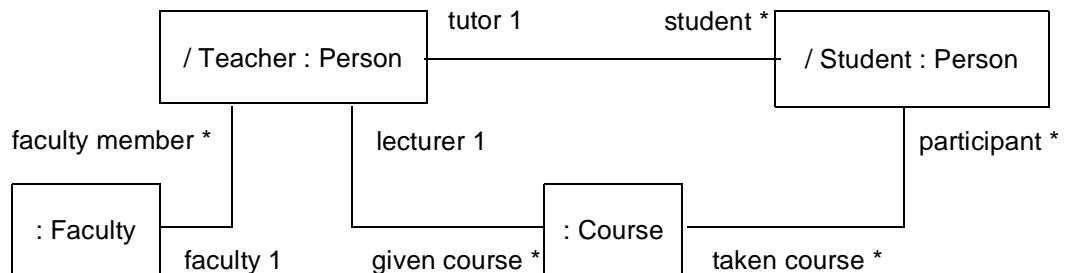 tutor 1
student *
/ Teacher : Person
/ Student : Person
faculty member *
lecturer 1
participant *
: Faculty
: Course
faculty 1
given course *
taken course *